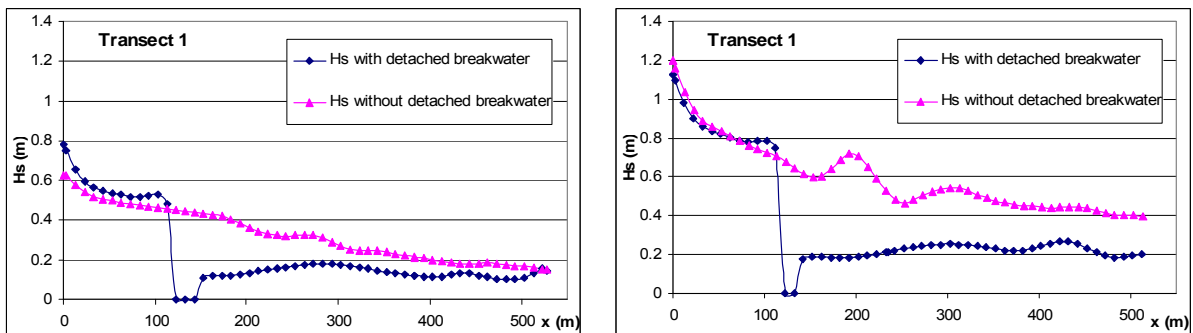 Transect 1
Hs with detached breakwater
Hs without detached breakwater
Hs (m)
1.4
1.2
1
0.8
0.6
0.4
0.2
0
0 100 200 300 400 500 x (m)
Transect 1
Hs with detached breakwater
Hs without detached breakwater
Hs (m)
1.4
1.2
1
0.8
0.6
0.4
0.2
0
0 100 200 300 400 500 x (m)